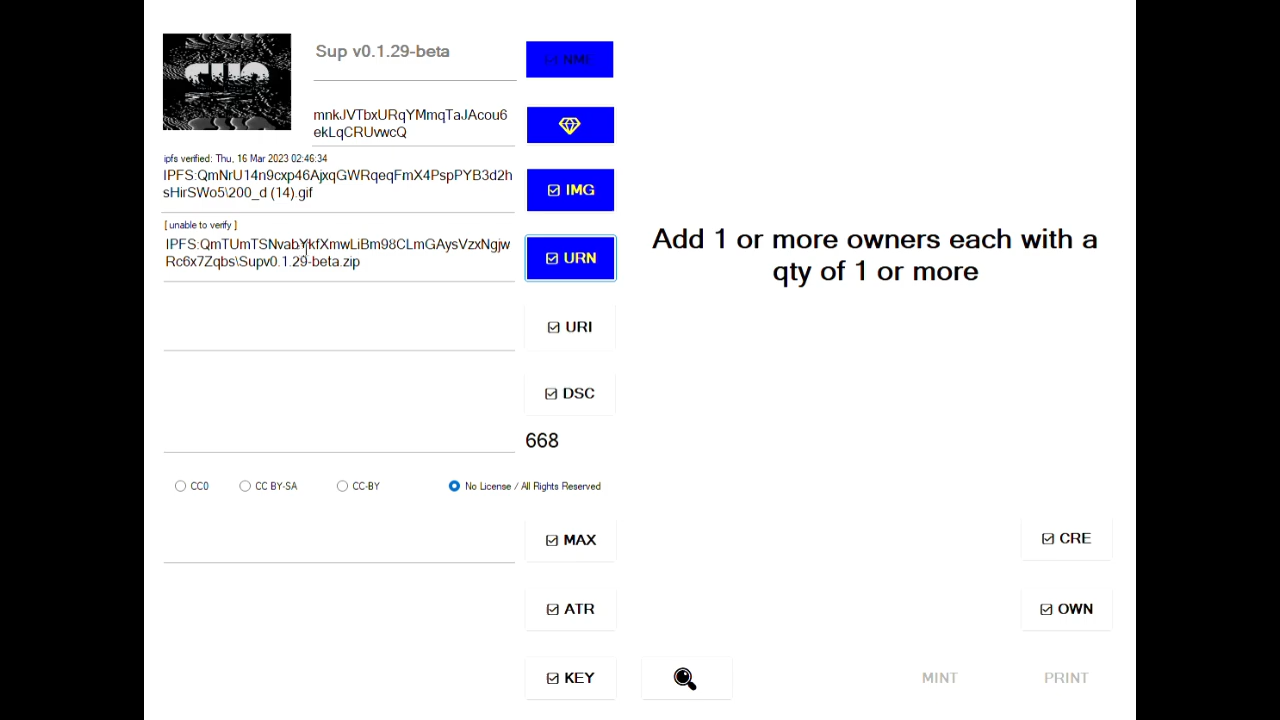 Sup v0.1.29-beta
NME
mnkJVTbxURqYMmqTaJAcou6
ekLqCRUvwcQ
ipfs verified: Thu, 16 Mar 2023 02:46:34
IPFS:QmNrU14n9cxp46AjxqGWRqeqFmX4PspPYB3d2h
sHirSWo5\200_d (14).gif
IMG
[ unable to verify ]
IPFS:QmTUmTSNvabYkfXmwLiBm98CLmGAysVzxNgjw
Rc6x7Zqbs\Supv0.1.29-beta.zip
URN
Add 1 or more owners each with a
qty of 1 or more
URI
DSC
668
CC0
CC BY-SA
CC-BY
No License / All Rights Reserved
MAX
CRE
ATR
OWN
KEY
MINT
PRINT